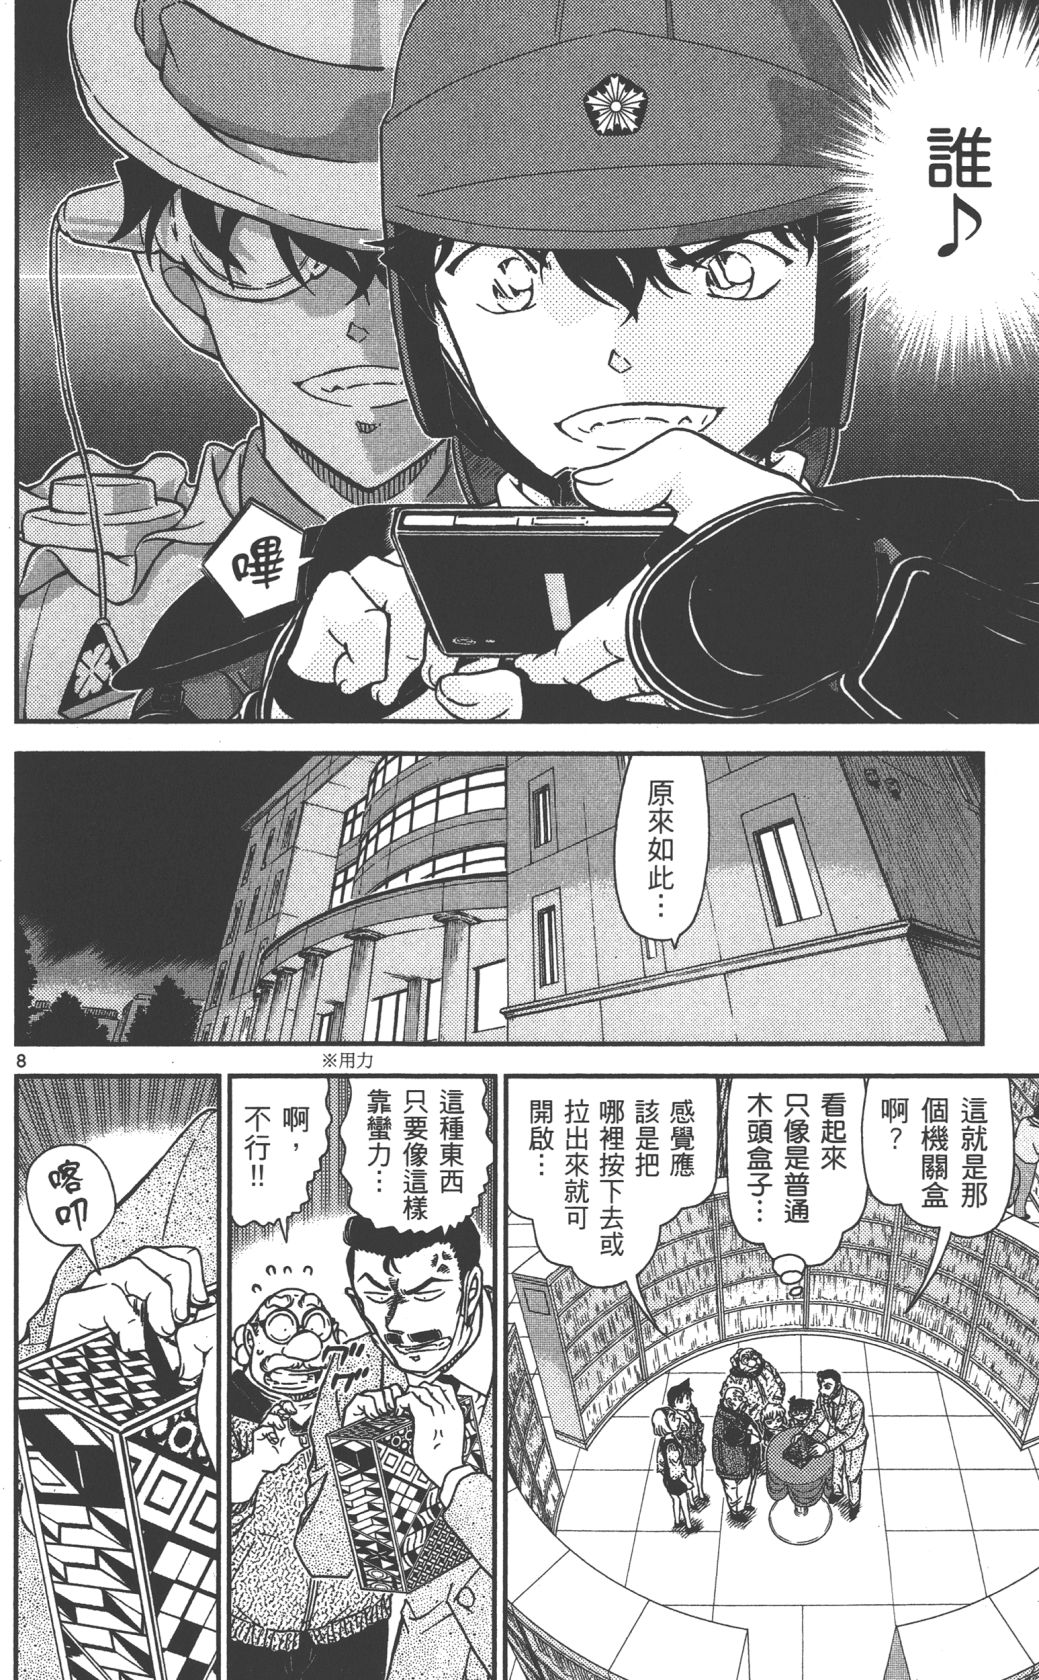 誰♪
嗶
原來如此…
8
這就是那
個機關盒
啊？
看起來
只像是普通
木頭盒子…
感覺應
該是把
哪裡按下去或
拉出來就可
開啟…
※用力
這種東西
只要像這樣
靠蠻力…
啊，
不行!!
ググッ
喀叩